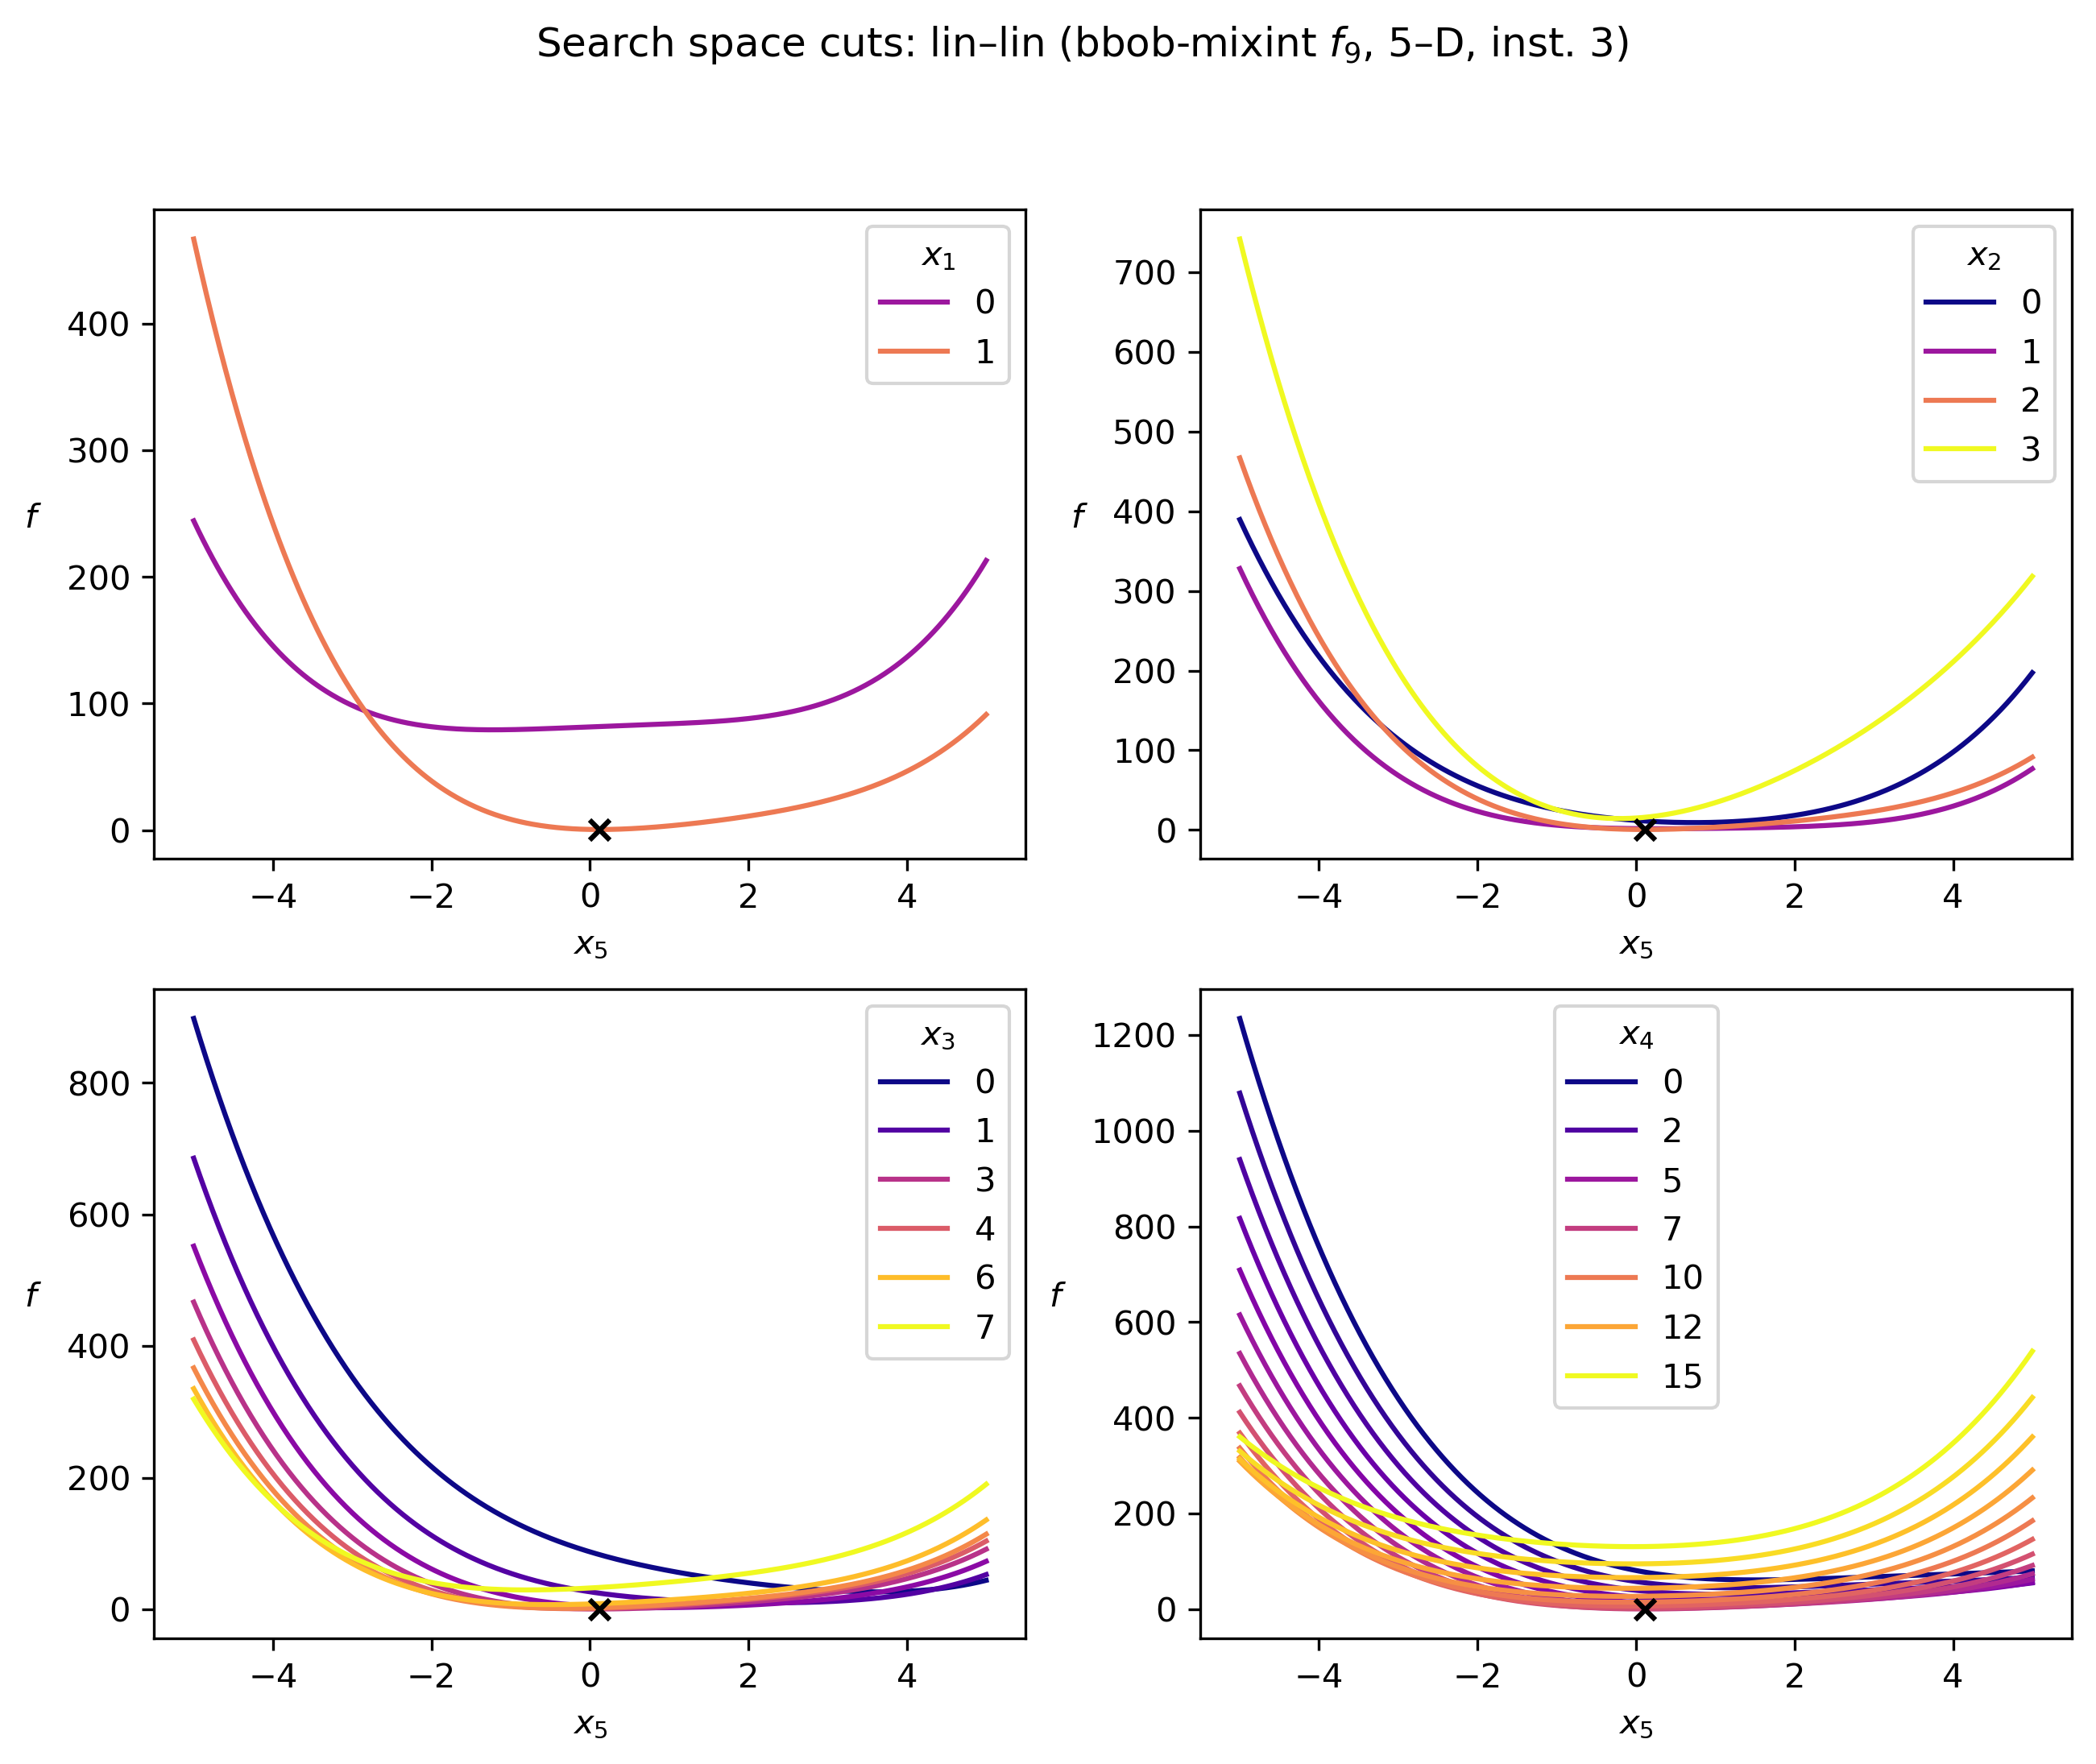 Search space cuts: lin–lin (bbob-mixint f₉, 5–D, inst. 3)
f
400
300
200
100
0
x₁
0
1
−4 −2 0 2 4
x₅
f
700
600
500
400
300
200
100
0
x₂
0
1
2
3
−4 −2 0 2 4
x₅
f
800
600
400
200
0
x₃
0
1
3
4
6
7
−4 −2 0 2 4
x₅
f
1200
1000
800
600
400
200
0
x₄
0
2
5
7
10
12
15
−4 −2 0 2 4
x₅